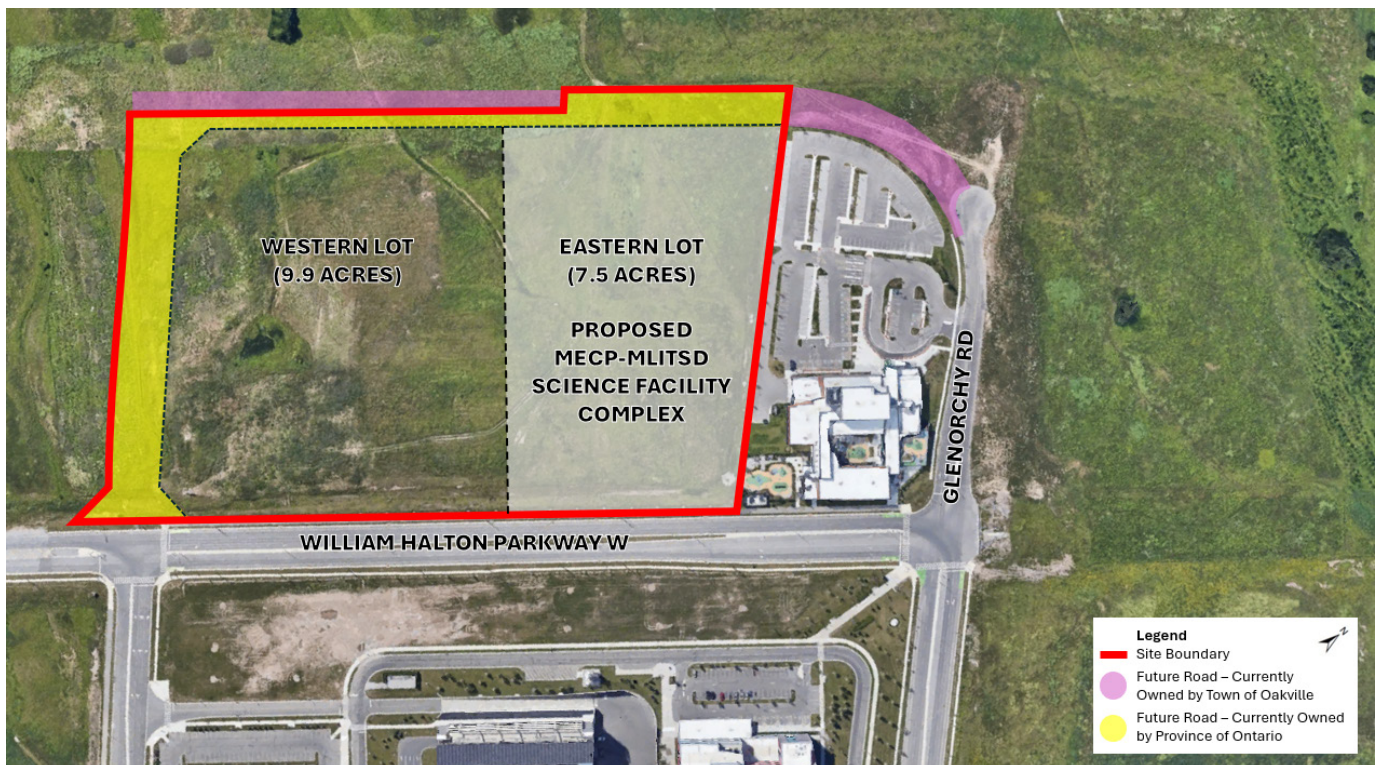 WESTERN LOT
(9.9 ACRES)
EASTERN LOT
(7.5 ACRES)
PROPOSED
MECP-MLITSD
SCIENCE FACILITY
COMPLEX
GLENORCHY RD
WILLIAM HALTON PARKWAY W
Legend
Z
Site Boundary
Future Road – Currently
Owned by Town of Oakville
Future Road – Currently Owned
by Province of Ontario